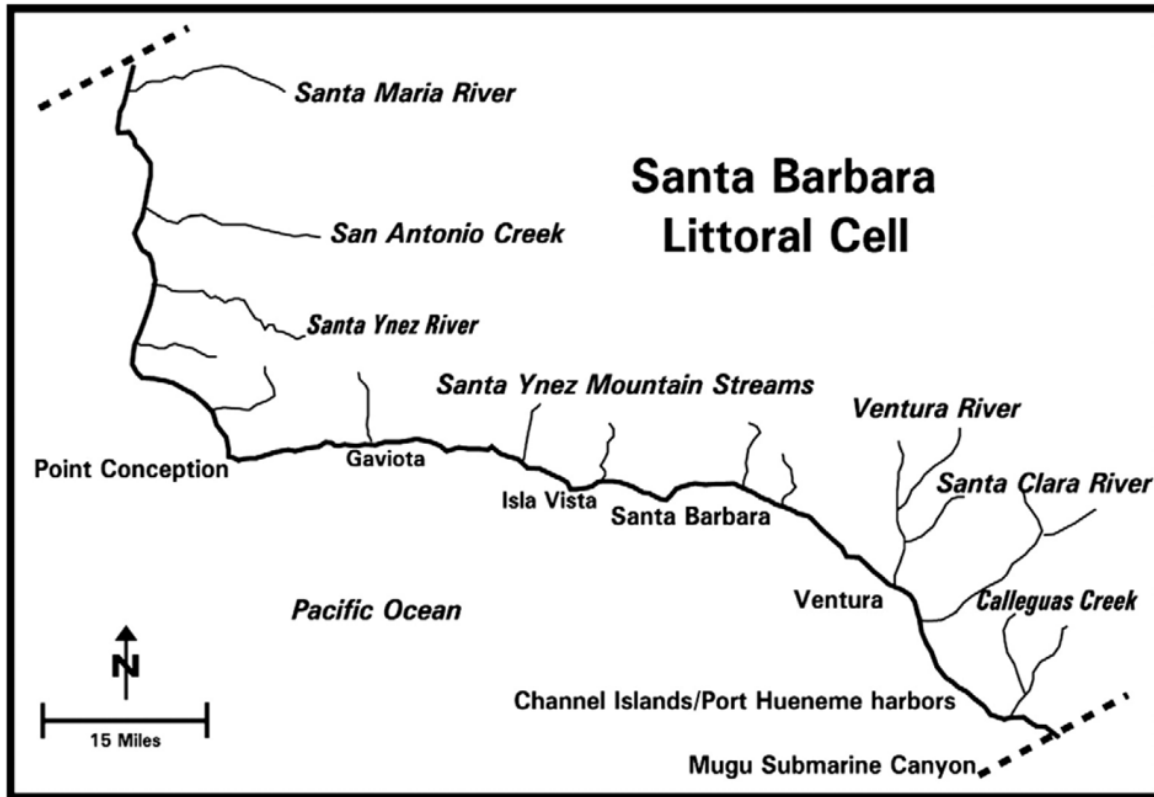 Santa Maria River
Santa Barbara
Littoral Cell
San Antonio Creek
Santa Ynez River
Santa Ynez Mountain Streams
Ventura River
Point Conception
Gaviota
Isla Vista
Santa Clara River
Santa Barbara
Pacific Ocean
Ventura
Calleguas Creek
N
15 Miles
Channel Islands/Port Hueneme harbors
Mugu Submarine Canyon